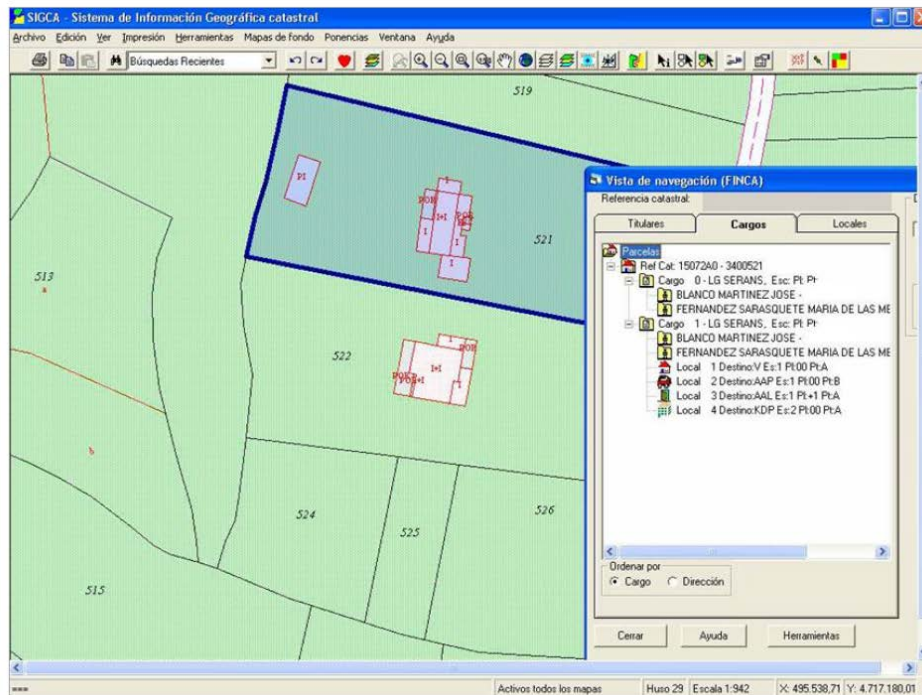 SIGCA - Sistema de Información Geográfica catastral
Archivo Edición Ver Impresión Herramientas Mapas de fondo Ponencias Ventana Ayuda
Búsquedas Recientes
519
Vista de navegación (FINCA)
Referencia catastral:
Titulares Cargos Locales
Parcelas
Ref Cat: 15072A0 - 3400521
Cargo 0 - LG SERANS, Esc: Pl: Pr
BLANCO MARTINEZ JOSE -
FERNANDEZ SARASQUETE MARIA DE LAS ME
Cargo 1 - LG SERANS, Esc: Pl: Pr
BLANCO MARTINEZ JOSE -
FERNANDEZ SARASQUETE MARIA DE LAS ME
Local 1 Destino:V Es:1 Pl:00 Pt:A
Local 2 Destino:AAP Es:1 Pl:00 Pt:B
Local 3 Destino:AAL Es:1 Pl:+1 Pt:A
Local 4 Destino:KDP Es:2 Pl:00 Pt:A
Ordenar por
Cargo Dirección
Cerrar Ayuda Herramientas
PI
I
POR
I+I
I
I
I
521
513
a
522
I
POR
I+I
I
b
524
525
526
515
===
Activos todos los mapas Huso 29 Escala 1:942 X: 495.538,71 Y: 4.717.180,01